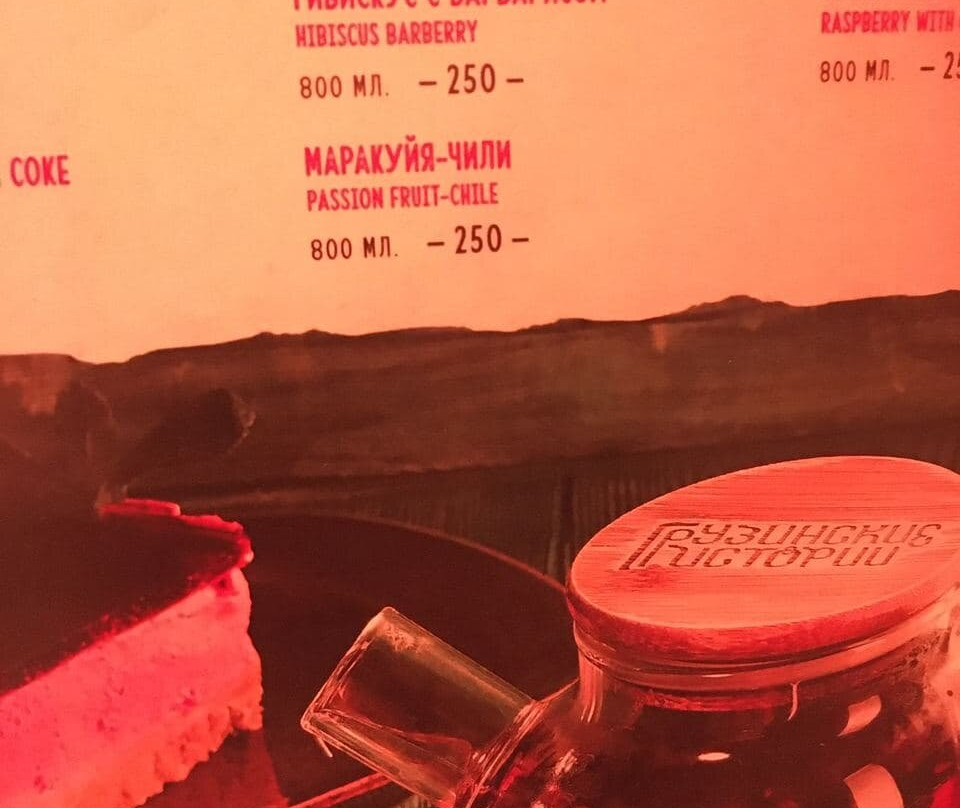 HIBISCUS BARBERRY
800 МЛ. – 250 –
МАРАКУЙЯ-ЧИЛИ
PASSION FRUIT-CHILE
800 МЛ. – 250 –
COKE
RASPBERRY WITH
800 МЛ.
ГРУЗИНСКИЕ
ИСТОРИИ